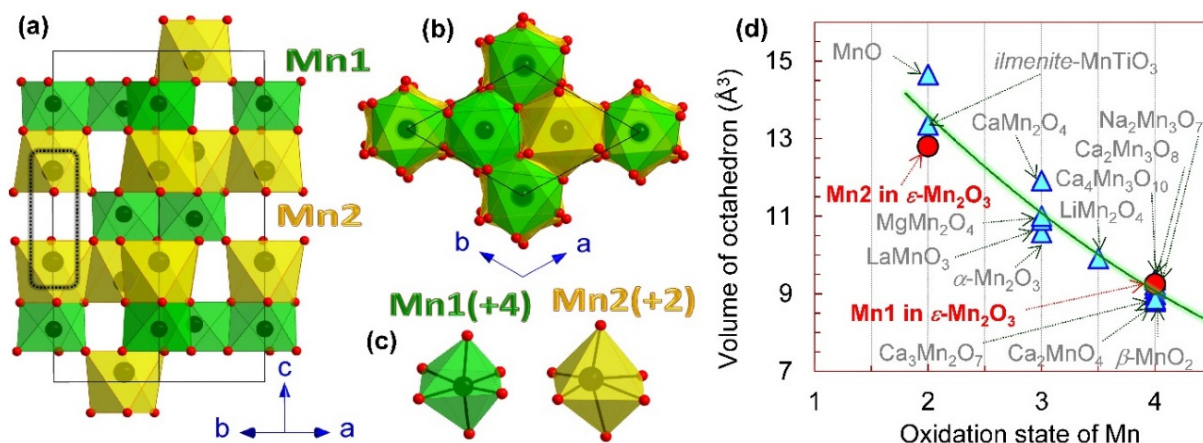 (a)
Mn1
Mn2
c
b
a
(b)
b
a
Mn1(+4)
Mn2(+2)
(c)
(d)
Volume of octahedron (Å³)
15
13
11
9
7
MnO
ilmenite-MnTiO₃
CaMn₂O₄
Na₂Mn₃O₇
Ca₂Mn₃O₈
Ca₄Mn₃O₁₀
LiMn₂O₄
Mn2 in ε-Mn₂O₃
MgMn₂O₄
LaMnO₃
α-Mn₂O₃
Mn1 in ε-Mn₂O₃
Ca₃Mn₂O₇
Ca₂MnO₄
β-MnO₂
1
2
3
4
Oxidation state of Mn